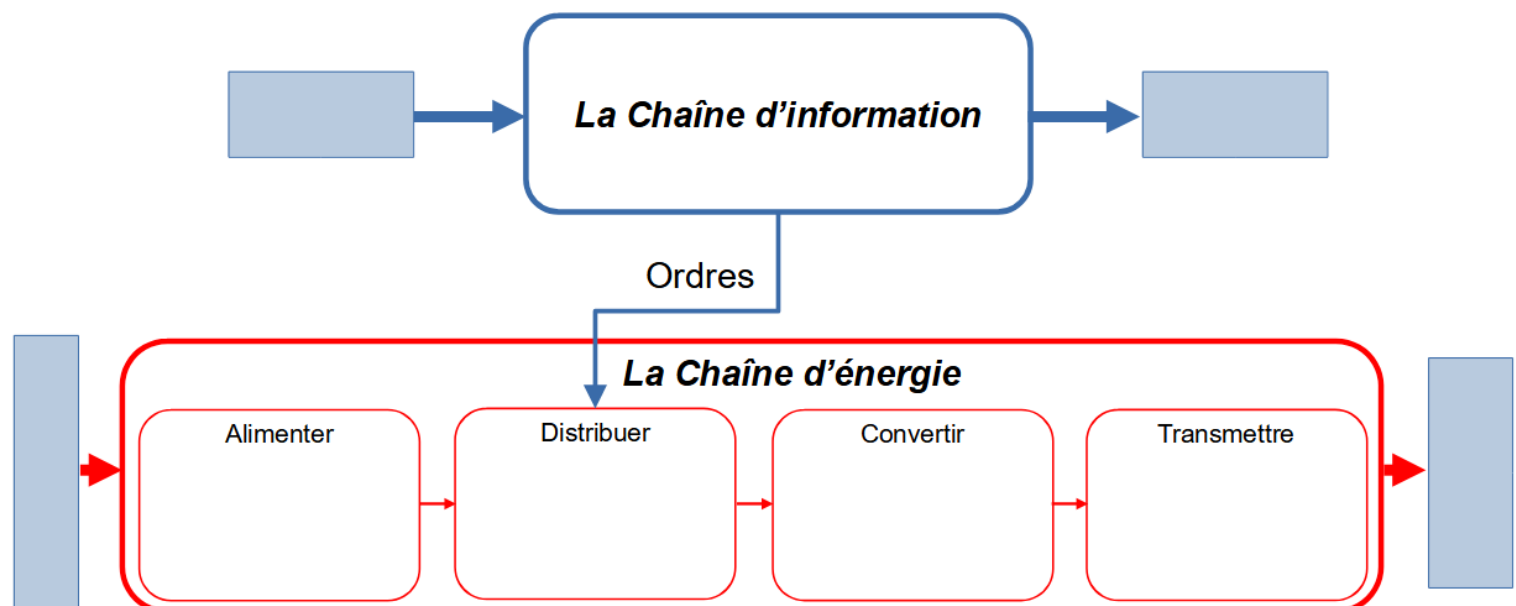 La Chaîne d’information
Ordres
La Chaîne d’énergie
Alimenter
Distribuer
Convertir
Transmettre